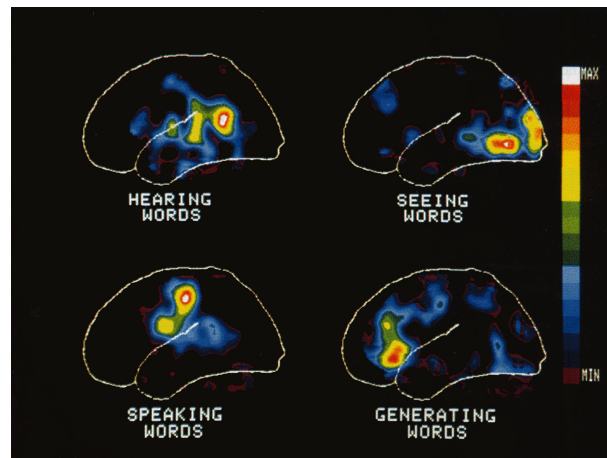 MAX
HEARING
WORDS
SEEING
WORDS
SPEAKING
WORDS
GENERATING
WORDS
MIN